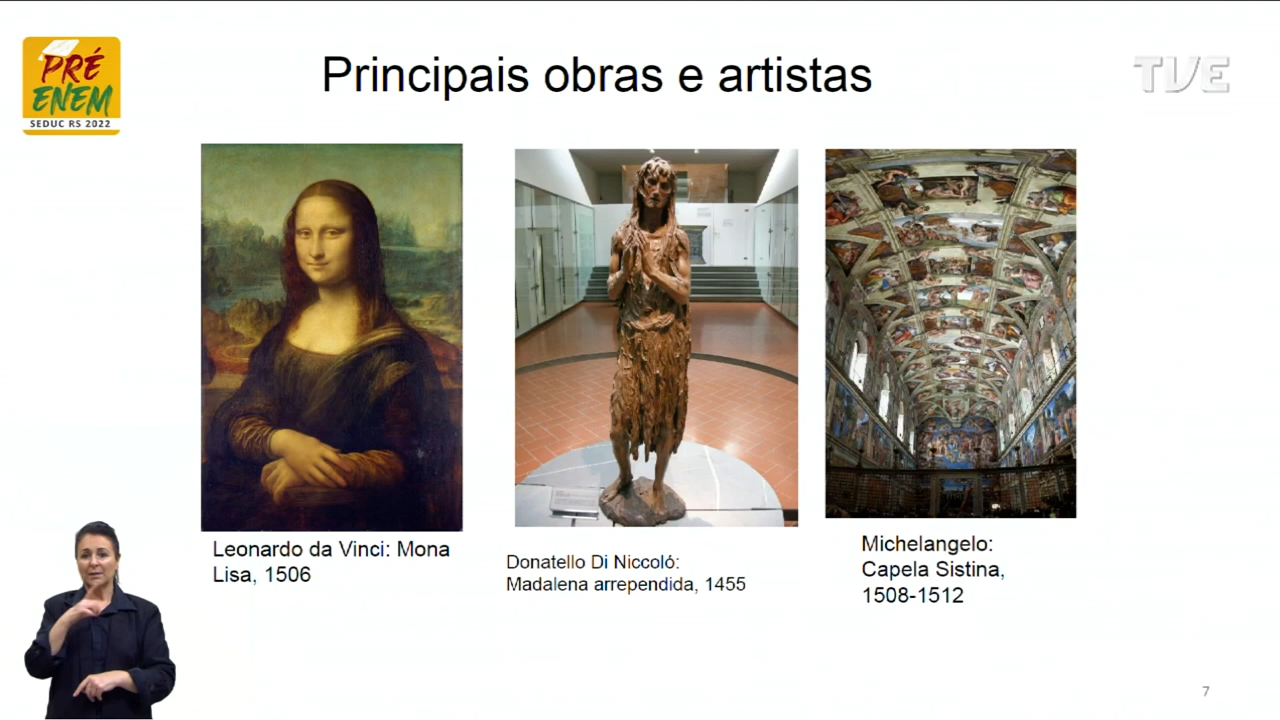 PRÉ
ENEM
SEDUC RS 2022
Principais obras e artistas
TVE
Leonardo da Vinci: Mona
Lisa, 1506
Donatello Di Niccoló:
Madalena arrependida, 1455
Michelangelo:
Capela Sistina,
1508-1512
7